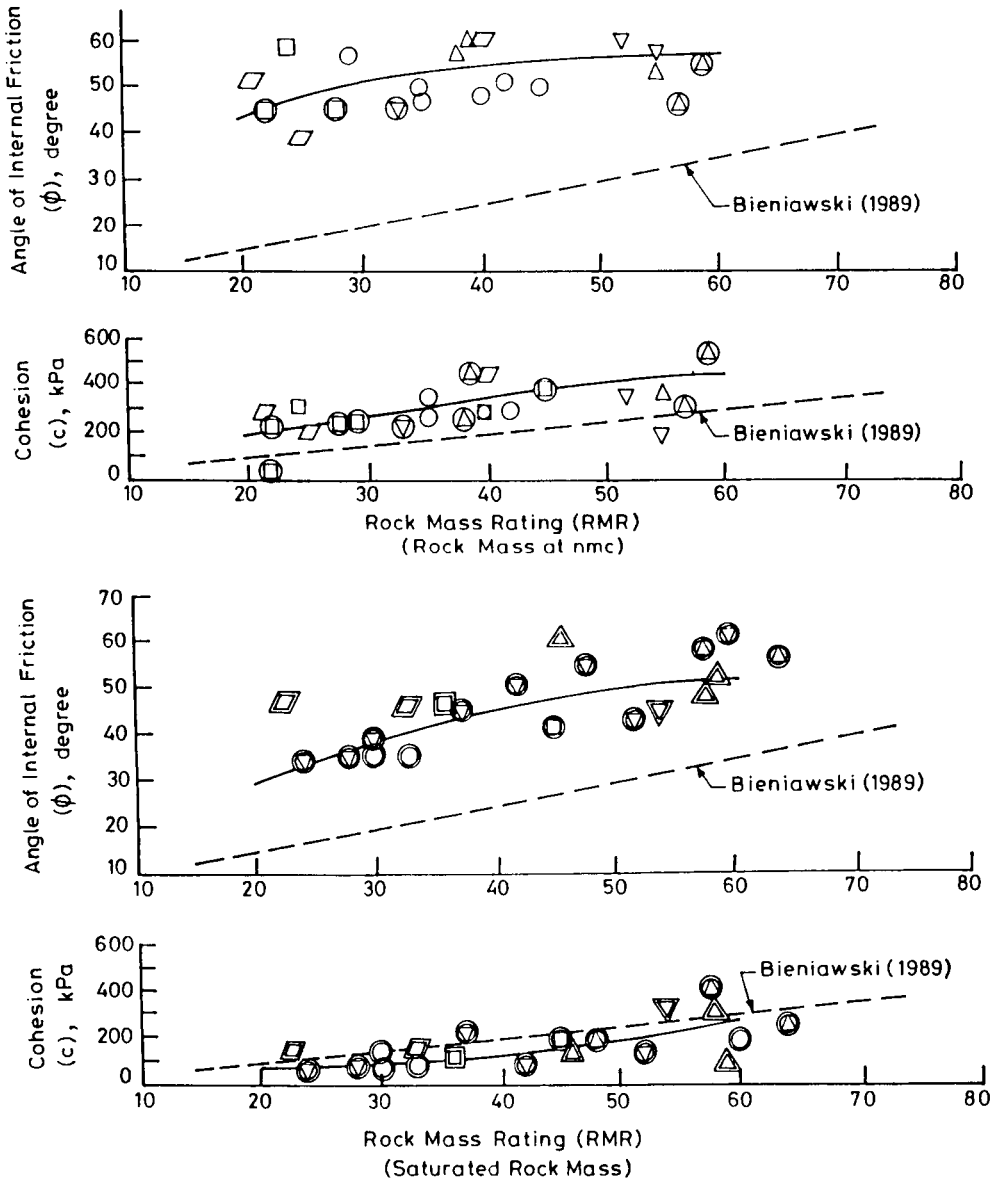 Angle of Internal Friction
(ϕ), degree
60
50
40
30
20
10
Bieniawski (1989)
10 20 30 40 50 60 70 80
Cohesion
(c), kPa
600
400
200
0
Bieniawski (1989)
10 20 30 40 50 60 70 80
Rock Mass Rating (RMR)
(Rock Mass at nmc)
Angle of Internal Friction
(ϕ), degree
70
60
50
40
30
20
10
Bieniawski (1989)
10 20 30 40 50 60 70 80
Cohesion
(c), kPa
600
400
200
0
Bieniawski (1989)
10 20 30 40 50 60 70 80
Rock Mass Rating (RMR)
(Saturated Rock Mass)